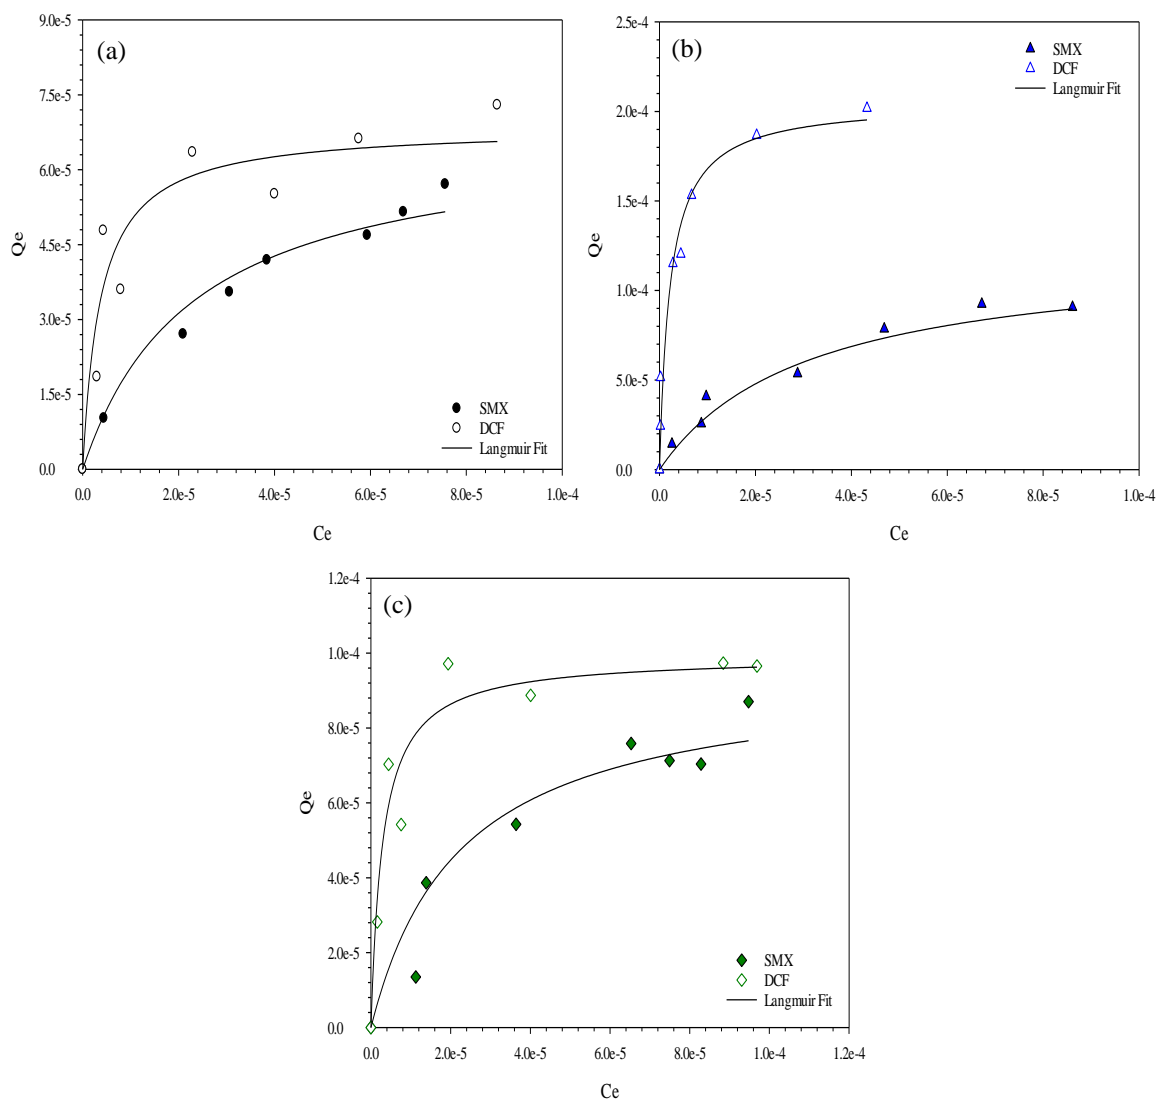 9.0e-5
(a)
7.5e-5
6.0e-5
Qe
4.5e-5
3.0e-5
1.5e-5
SMX
DCF
Langmuir Fit
0.0
0.0 2.0e-5 4.0e-5 6.0e-5 8.0e-5 1.0e-4
Ce
2.5e-4
(b)
SMX
DCF
Langmuir Fit
2.0e-4
1.5e-4
Qe
1.0e-4
5.0e-5
0.0
0.0 2.0e-5 4.0e-5 6.0e-5 8.0e-5 1.0e-4
Ce
1.2e-4
(c)
1.0e-4
8.0e-5
Qe
6.0e-5
4.0e-5
2.0e-5
SMX
DCF
Langmuir Fit
0.0
0.0 2.0e-5 4.0e-5 6.0e-5 8.0e-5 1.0e-4 1.2e-4
Ce